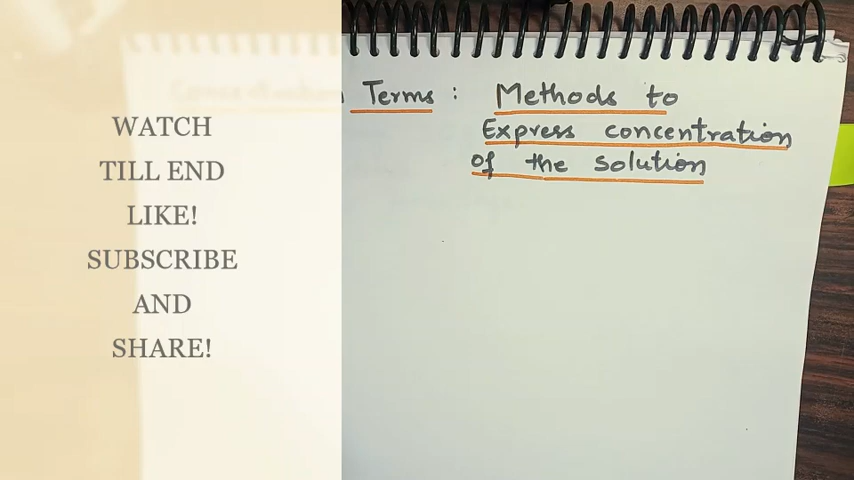 WATCH
TILL END
LIKE!
SUBSCRIBE
AND
SHARE!
Terms : Methods to
Express concentration
of the solution